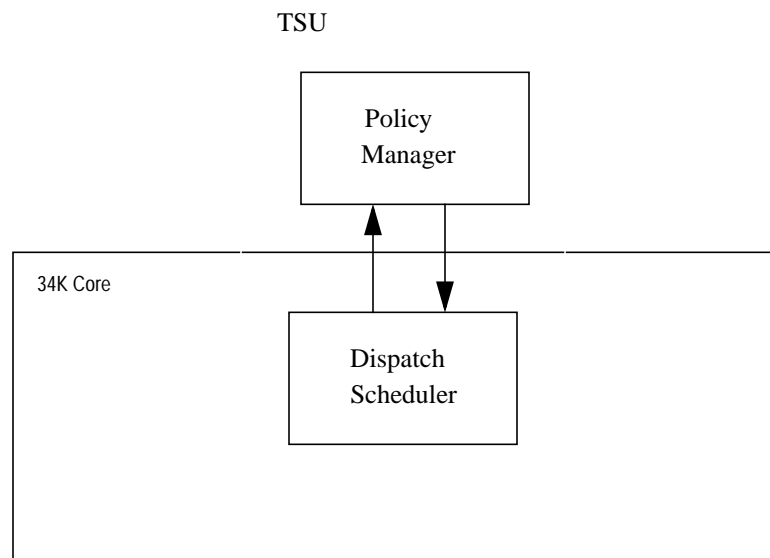 TSU
Policy
Manager
34K Core
Dispatch
Scheduler